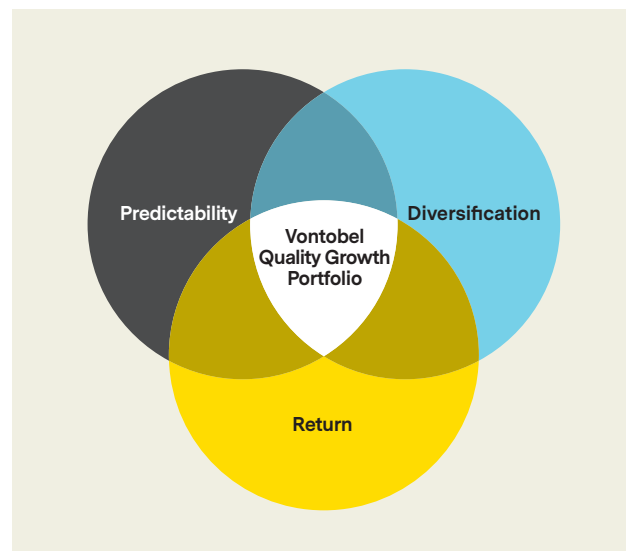 Predictability
Diversification
Vontobel
Quality Growth
Portfolio
Return